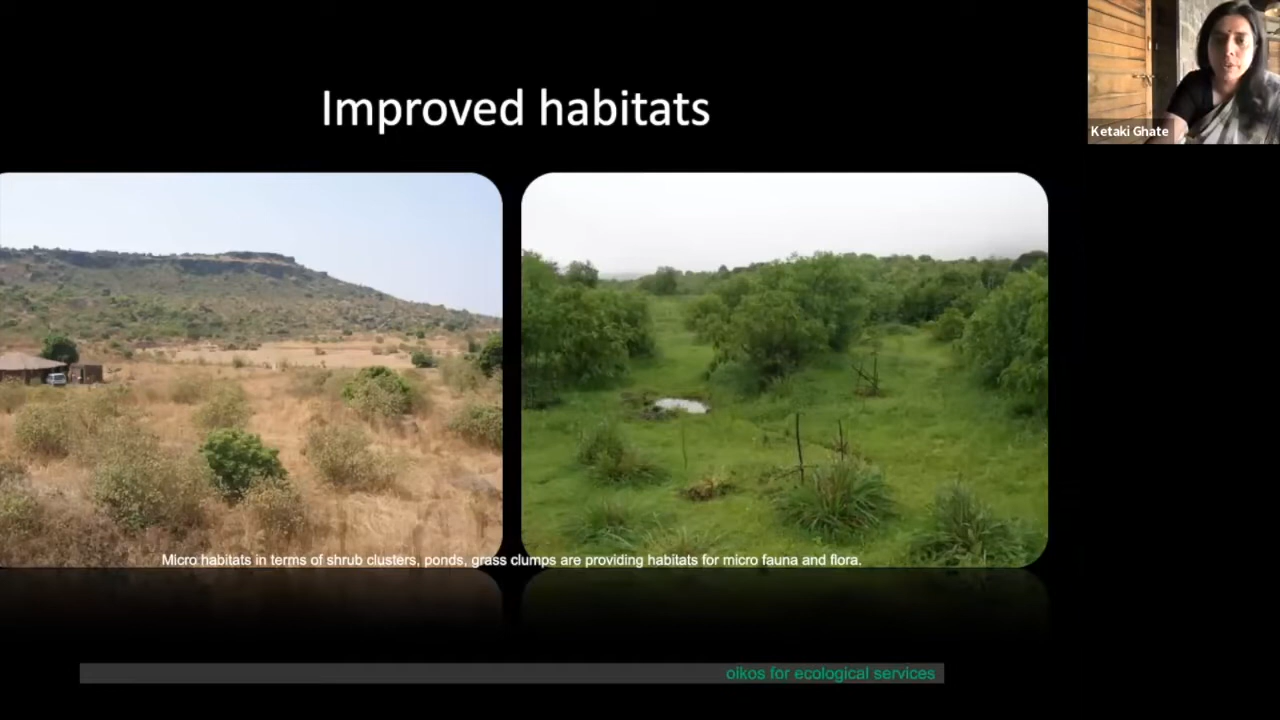 Improved habitats
Ketaki Ghate
Micro habitats in terms of shrub clusters, ponds, grass clumps are providing habitats for micro fauna and flora.
oikos for ecological services